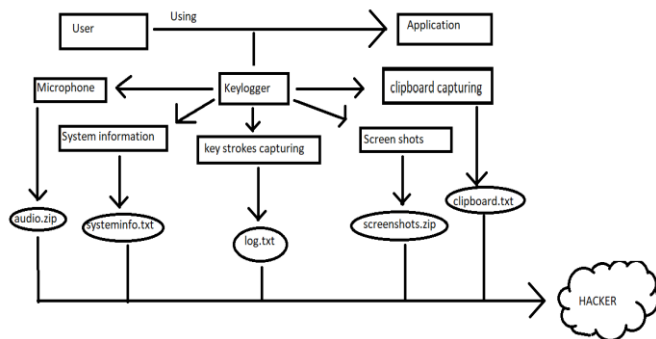 Using
User
Application
Microphone
Keylogger
clipboard capturing
System information
key strokes capturing
Screen shots
audio.zip
systeminfo.txt
log.txt
screenshots.zip
clipboard.txt
HACKER